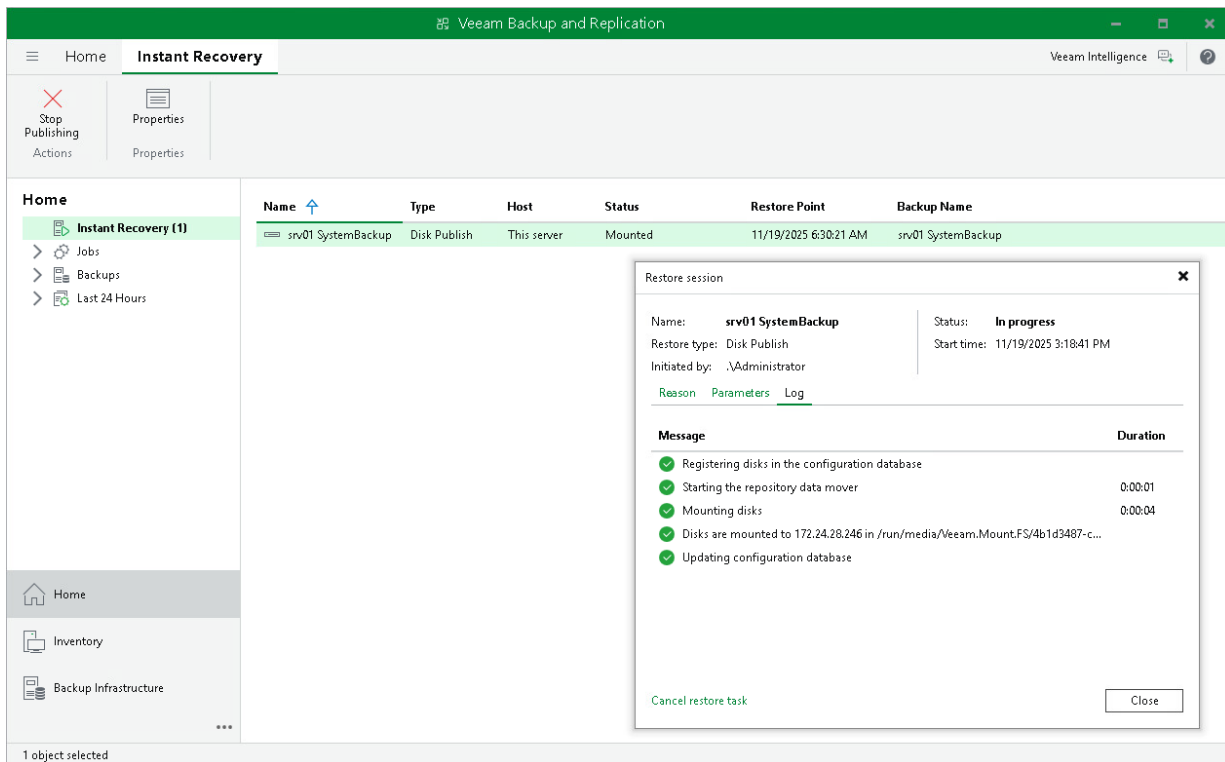 Veeam Backup and Replication
Home Instant Recovery Veeam Intelligence
Stop Publishing
Properties
Actions Properties
Home
Instant Recovery (1)
Jobs
Backups
Last 24 Hours
Home
Inventory
Backup Infrastructure
Name Type Host Status Restore Point Backup Name
srv01 SystemBackup Disk Publish This server Mounted 11/19/2025 6:30:21 AM srv01 SystemBackup
Restore session
Name: srv01 SystemBackup Status: In progress
Restore type: Disk Publish Start time: 11/19/2025 3:18:41 PM
Initiated by: .\Administrator
Reason Parameters Log
Message Duration
Registering disks in the configuration database
Starting the repository data mover 0:00:01
Mounting disks 0:00:04
Disks are mounted to 172.24.28.246 in /run/media/Veeam.Mount.FS/4b1d3487-c...
Updating configuration database
Cancel restore task Close
1 object selected